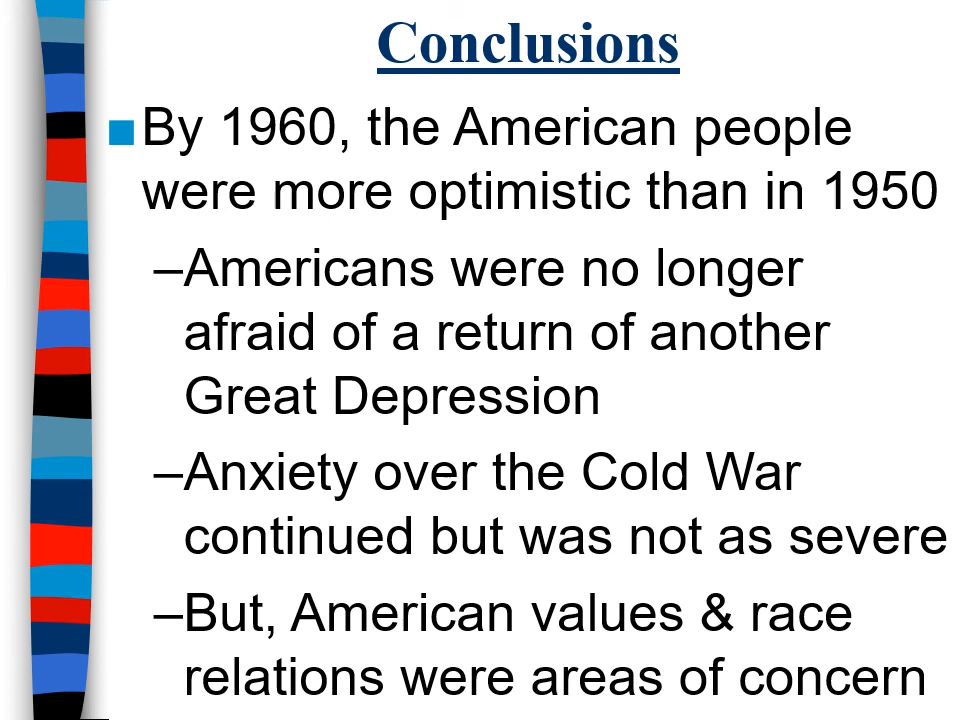 Conclusions
■By 1960, the American people
were more optimistic than in 1950
–Americans were no longer
afraid of a return of another
Great Depression
–Anxiety over the Cold War
continued but was not as severe
–But, American values & race
relations were areas of concern